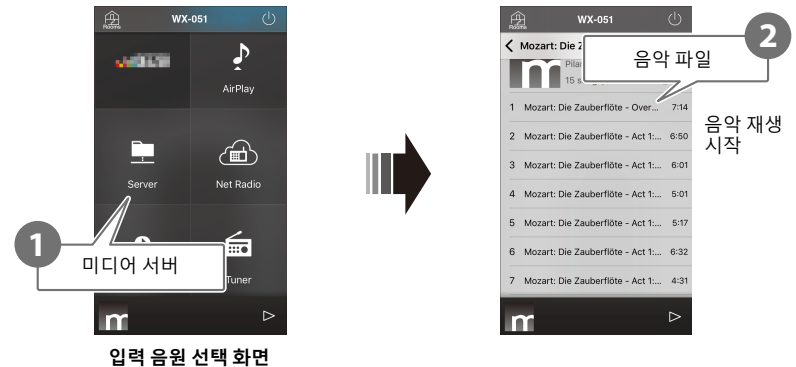 Rooms
WX-051
AirPlay
Server
Net Radio
Tuner
1
미디어 서버
m
입력 음원 선택 화면
Rooms
WX-051
2
음악 파일
Mozart: Die Z
m
Pila
15 s
1 Mozart: Die Zauberflöte - Over... 7:14
2 Mozart: Die Zauberflöte - Act 1:... 6:50
3 Mozart: Die Zauberflöte - Act 1:... 6:01
4 Mozart: Die Zauberflöte - Act 1:... 5:01
5 Mozart: Die Zauberflöte - Act 1:... 5:17
6 Mozart: Die Zauberflöte - Act 1:... 6:32
7 Mozart: Die Zauberflöte - Act 1:... 4:31
m
음악 재생
시작